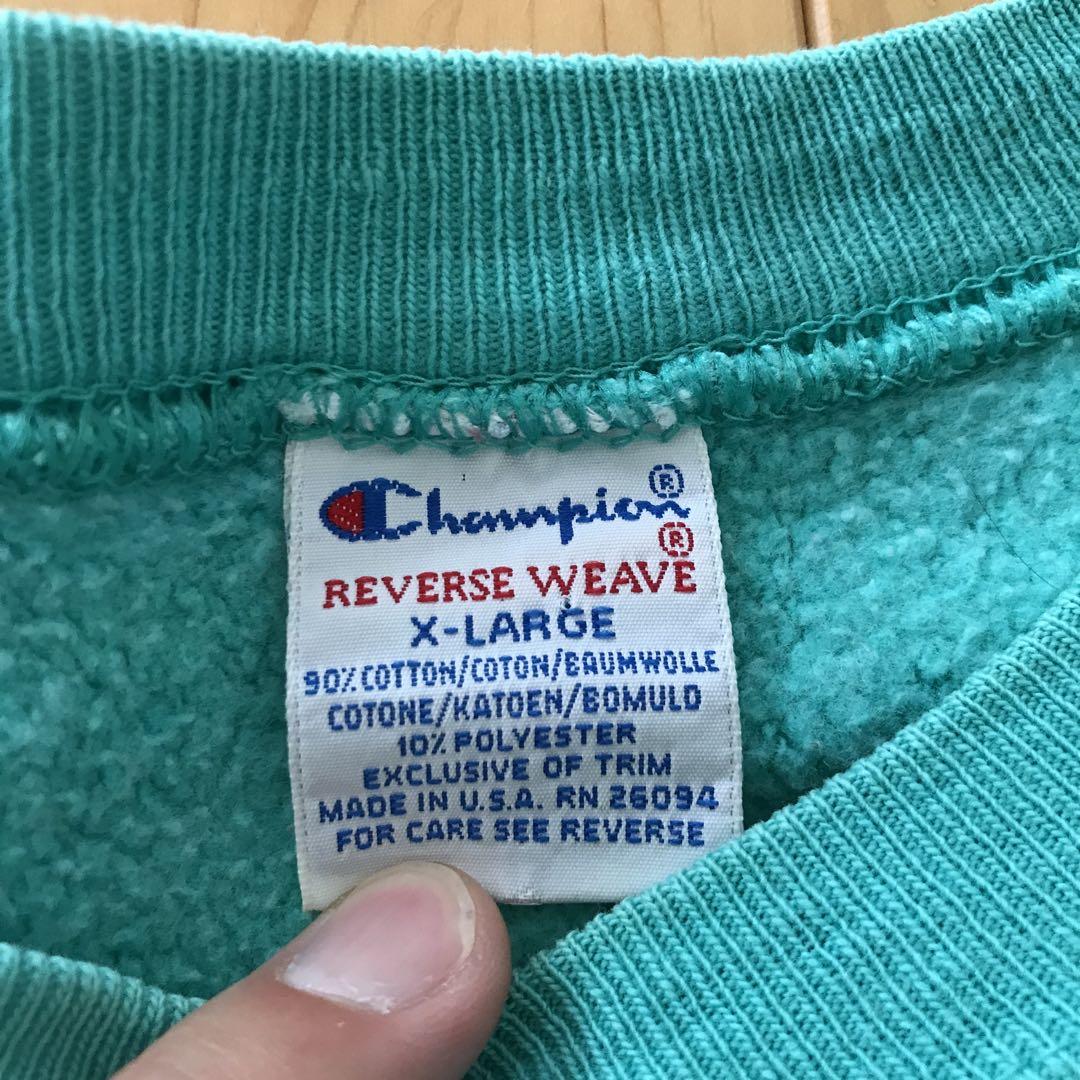 Champion®
REVERSE WEAVE®
X-LARGE
90% COTTON/COTON/BAUMWOLLE
COTONE/KATOEN/BOMULD
10% POLYESTER
EXCLUSIVE OF TRIM
MADE IN U.S.A. RN 26094
FOR CARE SEE REVERSE